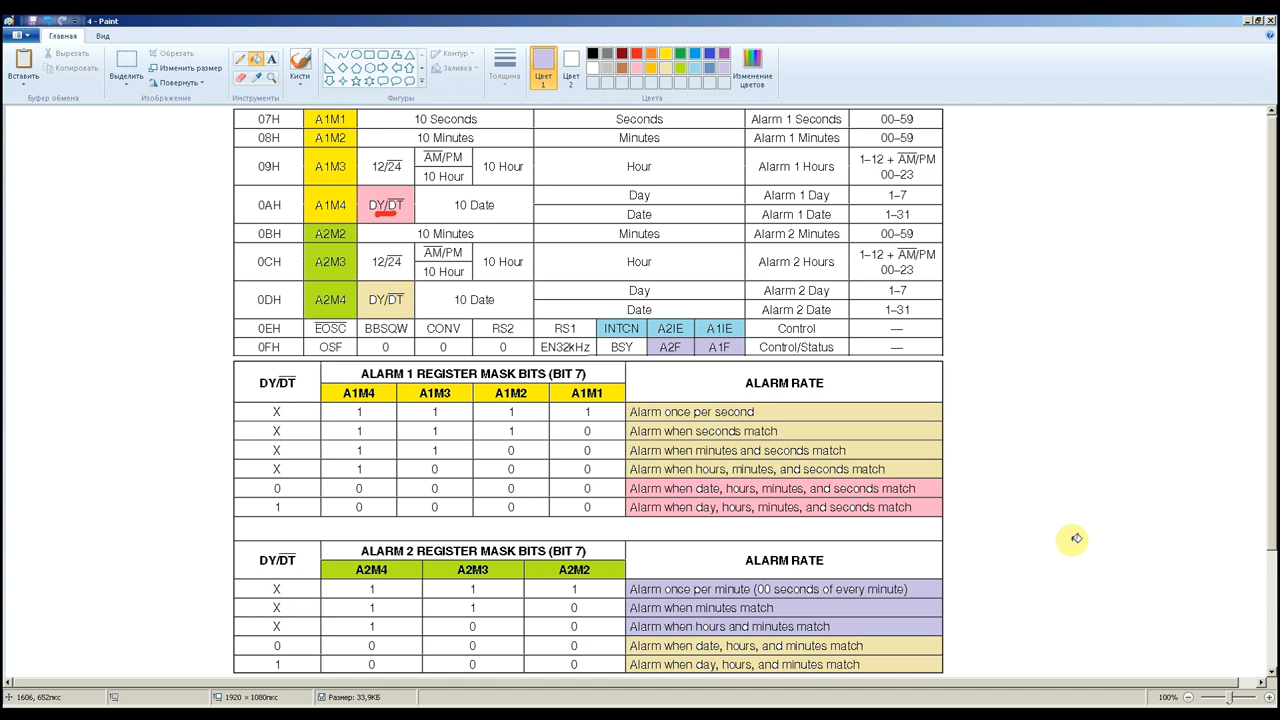 4 - Paint
Главная Вид
Вставить
Вырезать
Копировать
Буфер обмена
Выделить
Обрезать
Изменить размер
Повернуть
Изображение
A
Инструменты
Кисти
Контур
Заливка
Фигуры
Толщина
Цвет 1
Цвет 2
Изменение цветов
Цвета
07H A1M1 10 Seconds Seconds Alarm 1 Seconds 00–59
08H A1M2 10 Minutes Minutes Alarm 1 Minutes 00–59
09H A1M3 12/24 AM/PM 10 Hour 10 Hour Hour Alarm 1 Hours 1–12 + AM/PM 00–23
0AH A1M4 DY/DT 10 Date Day Alarm 1 Day 1–7
Date Alarm 1 Date 1–31
0BH A2M2 10 Minutes Minutes Alarm 2 Minutes 00–59
0CH A2M3 12/24 AM/PM 10 Hour 10 Hour Hour Alarm 2 Hours 1–12 + AM/PM 00–23
0DH A2M4 DY/DT 10 Date Day Alarm 2 Day 1–7
Date Alarm 2 Date 1–31
0EH EOSC BBSQW CONV RS2 RS1 INTCN A2IE A1IE Control —
0FH OSF 0 0 0 EN32kHz BSY A2F A1F Control/Status —
DY/DT ALARM 1 REGISTER MASK BITS (BIT 7) ALARM RATE
A1M4 A1M3 A1M2 A1M1
X 1 1 1 1 Alarm once per second
X 1 1 1 0 Alarm when seconds match
X 1 1 0 0 Alarm when minutes and seconds match
X 1 0 0 0 Alarm when hours, minutes, and seconds match
0 0 0 0 0 Alarm when date, hours, minutes, and seconds match
1 0 0 0 0 Alarm when day, hours, minutes, and seconds match
DY/DT ALARM 2 REGISTER MASK BITS (BIT 7) ALARM RATE
A2M4 A2M3 A2M2
X 1 1 1 Alarm once per minute (00 seconds of every minute)
X 1 1 0 Alarm when minutes match
X 1 0 0 Alarm when hours and minutes match
0 0 0 0 Alarm when date, hours, and minutes match
1 0 0 0 Alarm when day, hours, and minutes match
1606, 652пкс 1920 × 1080пкс Размер: 33,9КБ 100%